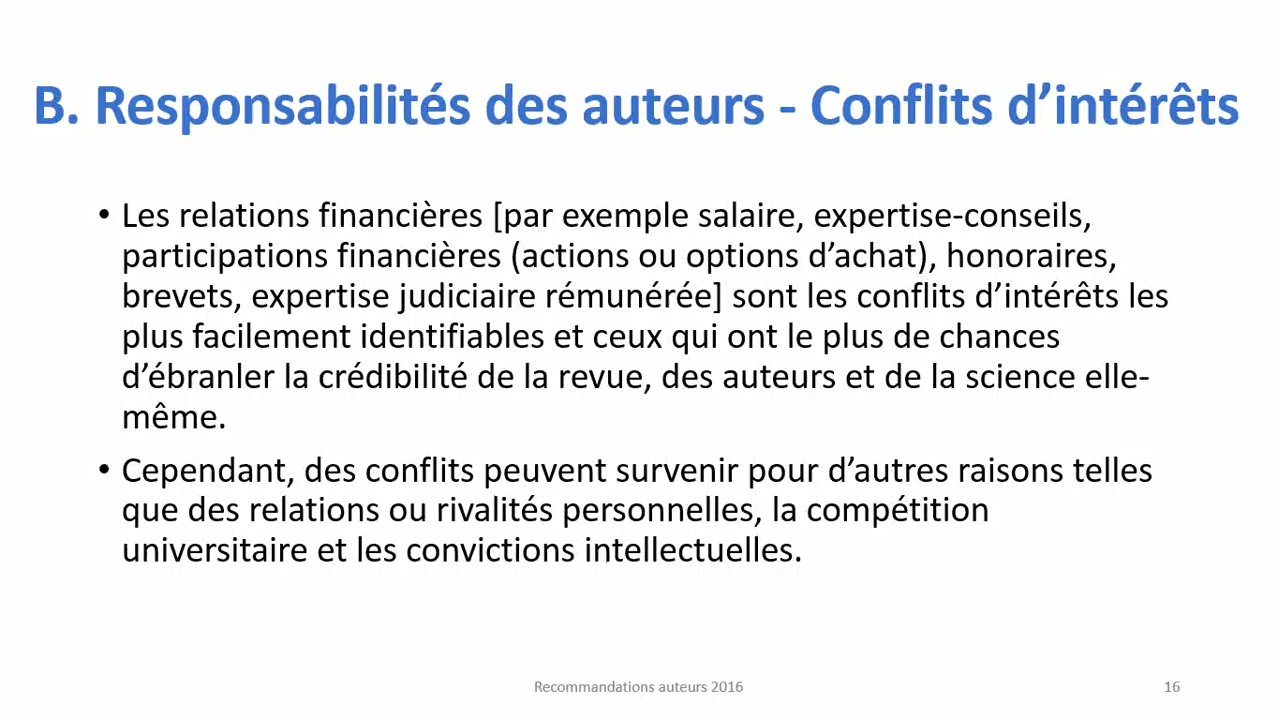 B. Responsabilités des auteurs - Conflits d’intérêts
• Les relations financières [par exemple salaire, expertise-conseils,
participations financières (actions ou options d’achat), honoraires,
brevets, expertise judiciaire rémunérée] sont les conflits d’intérêts les
plus facilement identifiables et ceux qui ont le plus de chances
d’ébranler la crédibilité de la revue, des auteurs et de la science elle-
même.
• Cependant, des conflits peuvent survenir pour d’autres raisons telles
que des relations ou rivalités personnelles, la compétition
universitaire et les convictions intellectuelles.
Recommandations auteurs 2016
16